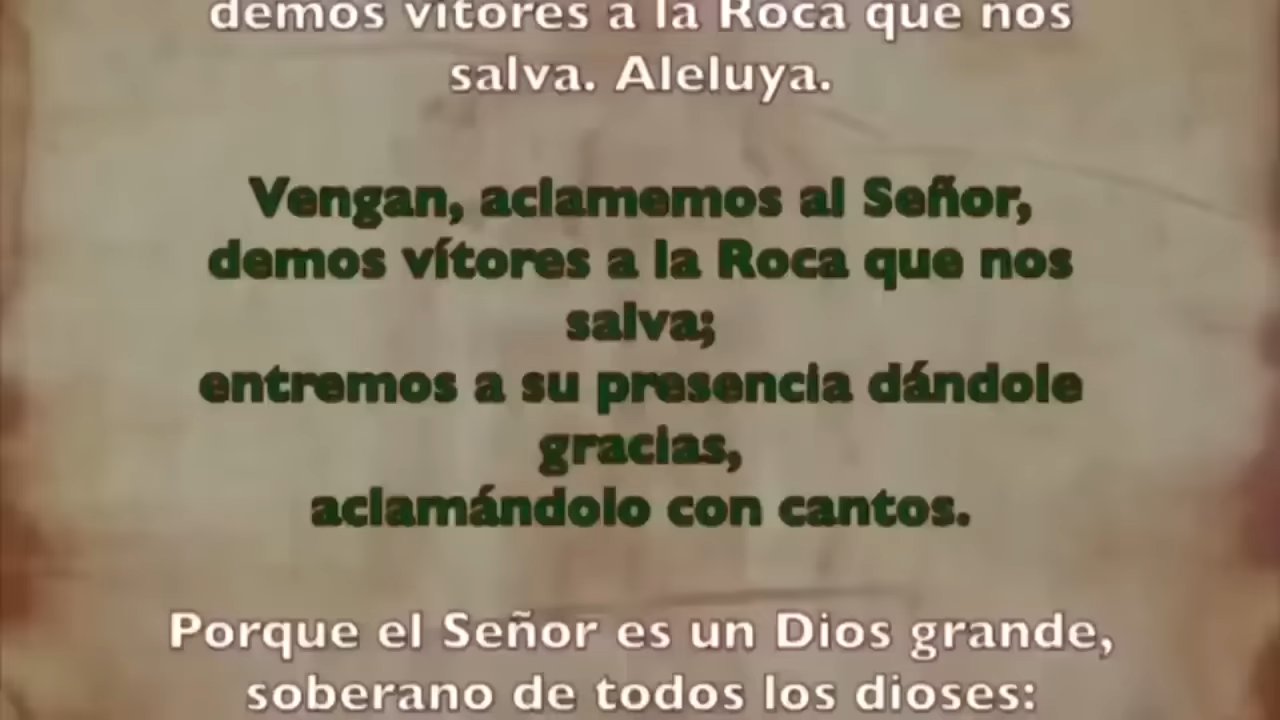 demos vítores a la Roca que nos
salva. Aleluya.
Vengan, aclamemos al Señor,
demos vítores a la Roca que nos
salva;
entremos a su presencia dándole
gracias,
aclamándolo con cantos.
Porque el Señor es un Dios grande,
soberano de todos los dioses: